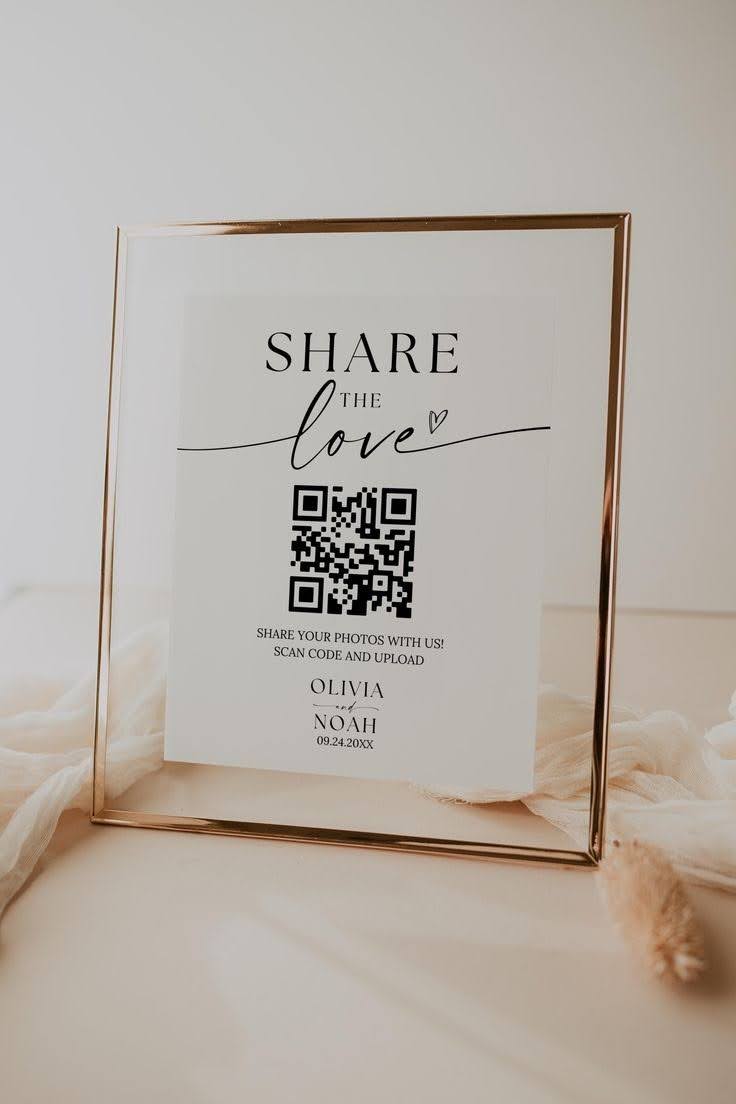 SHARE
THE
love
SHARE YOUR PHOTOS WITH US!
SCAN CODE AND UPLOAD
OLIVIA
and
NOAH
09.24.20XX